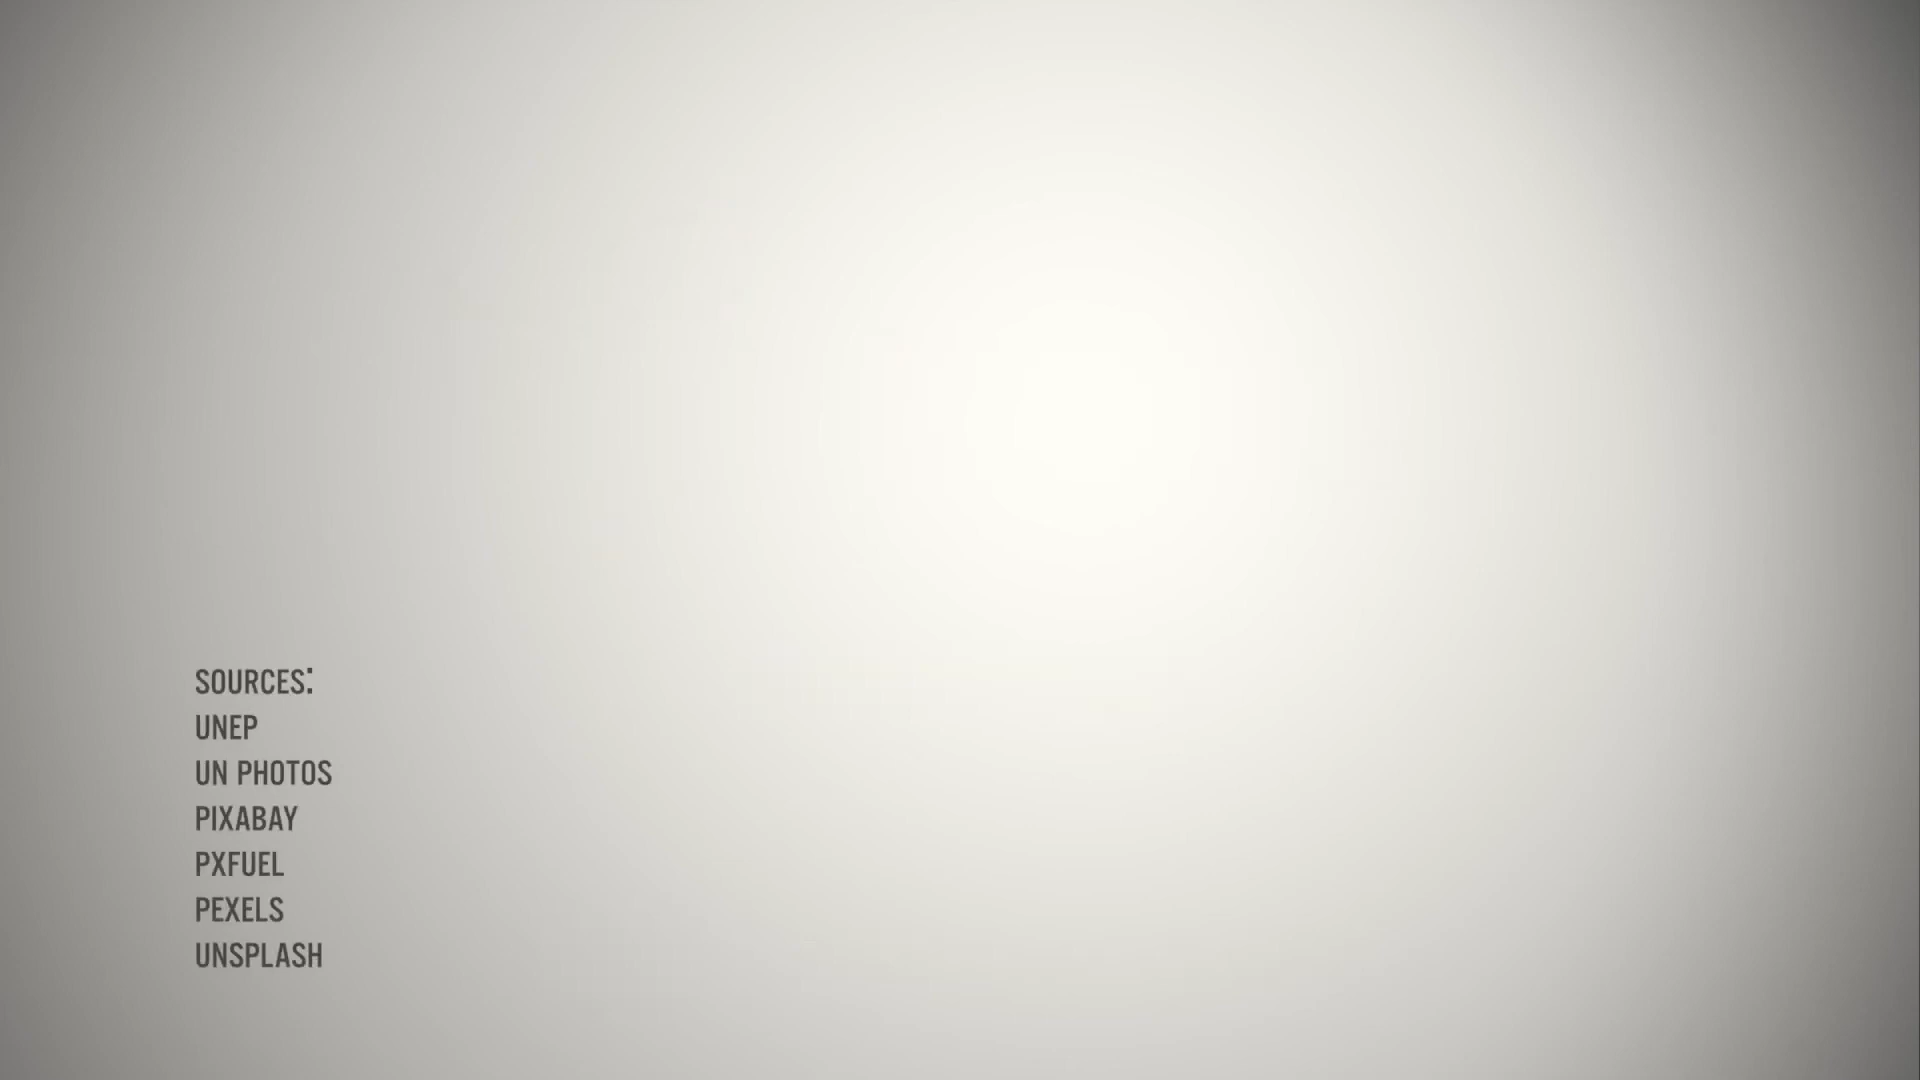 SOURCES:
UNEP
UN PHOTOS
PIXABAY
PXFUEL
PEXELS
UNSPLASH